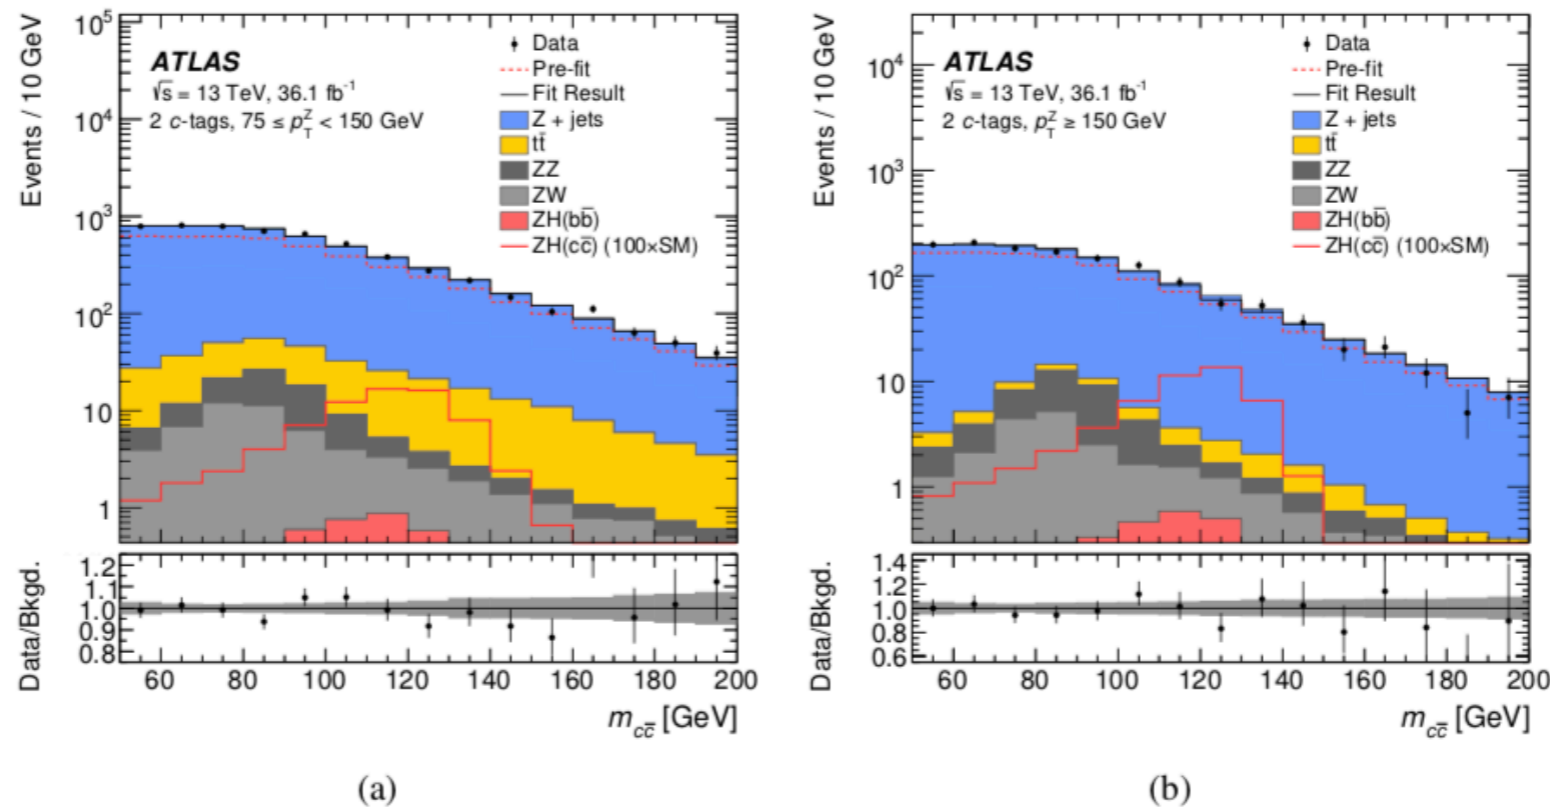 Events / 10 GeV
10⁵
10⁴
10³
10²
10
1
ATLAS
√s = 13 TeV, 36.1 fb⁻¹
2 c-tags, 75 ≤ p_T^Z < 150 GeV
Data
Pre-fit
Fit Result
Z + jets
tt̄
ZZ
ZW
ZH(bb̄)
ZH(cc̄) (100×SM)
Data/Bkgd.
1.2
1.1
1.0
0.9
0.8
60 80 100 120 140 160 180 200
m_cc̄ [GeV]
(a)
Events / 10 GeV
10⁴
10³
10²
10
1
ATLAS
√s = 13 TeV, 36.1 fb⁻¹
2 c-tags, p_T^Z ≥ 150 GeV
Data
Pre-fit
Fit Result
Z + jets
tt̄
ZZ
ZW
ZH(bb̄)
ZH(cc̄) (100×SM)
Data/Bkgd.
1.4
1.2
1.0
0.8
0.6
60 80 100 120 140 160 180 200
m_cc̄ [GeV]
(b)